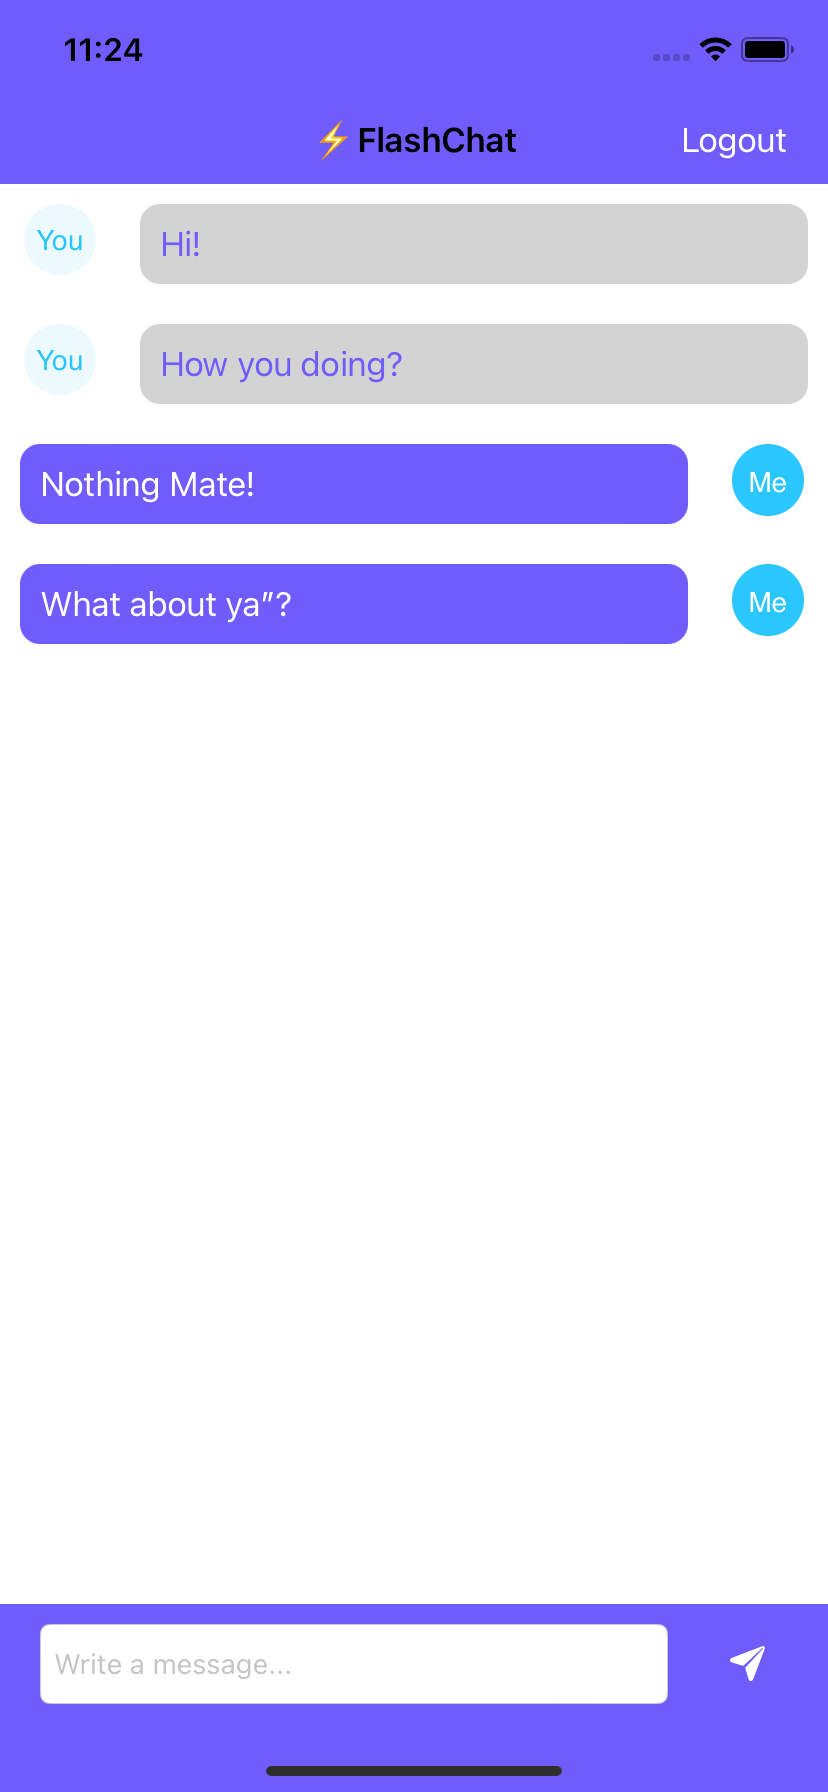 11:24
⚡️FlashChat
Logout
You
Hi!
You
How you doing?
Nothing Mate!
Me
What about ya”?
Me
Write a message...